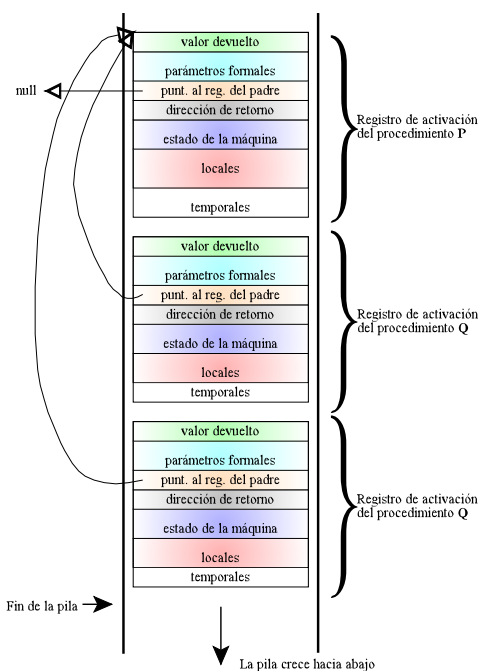 valor devuelto
parámetros formales
null
punt. al reg. del padre
dirección de retorno
estado de la máquina
locales
temporales
Registro de activación
del procedimiento P
valor devuelto
parámetros formales
punt. al reg. del padre
dirección de retorno
estado de la máquina
locales
temporales
Registro de activación
del procedimiento Q
valor devuelto
parámetros formales
punt. al reg. del padre
dirección de retorno
estado de la máquina
locales
temporales
Registro de activación
del procedimiento Q
Fin de la pila
La pila crece hacia abajo